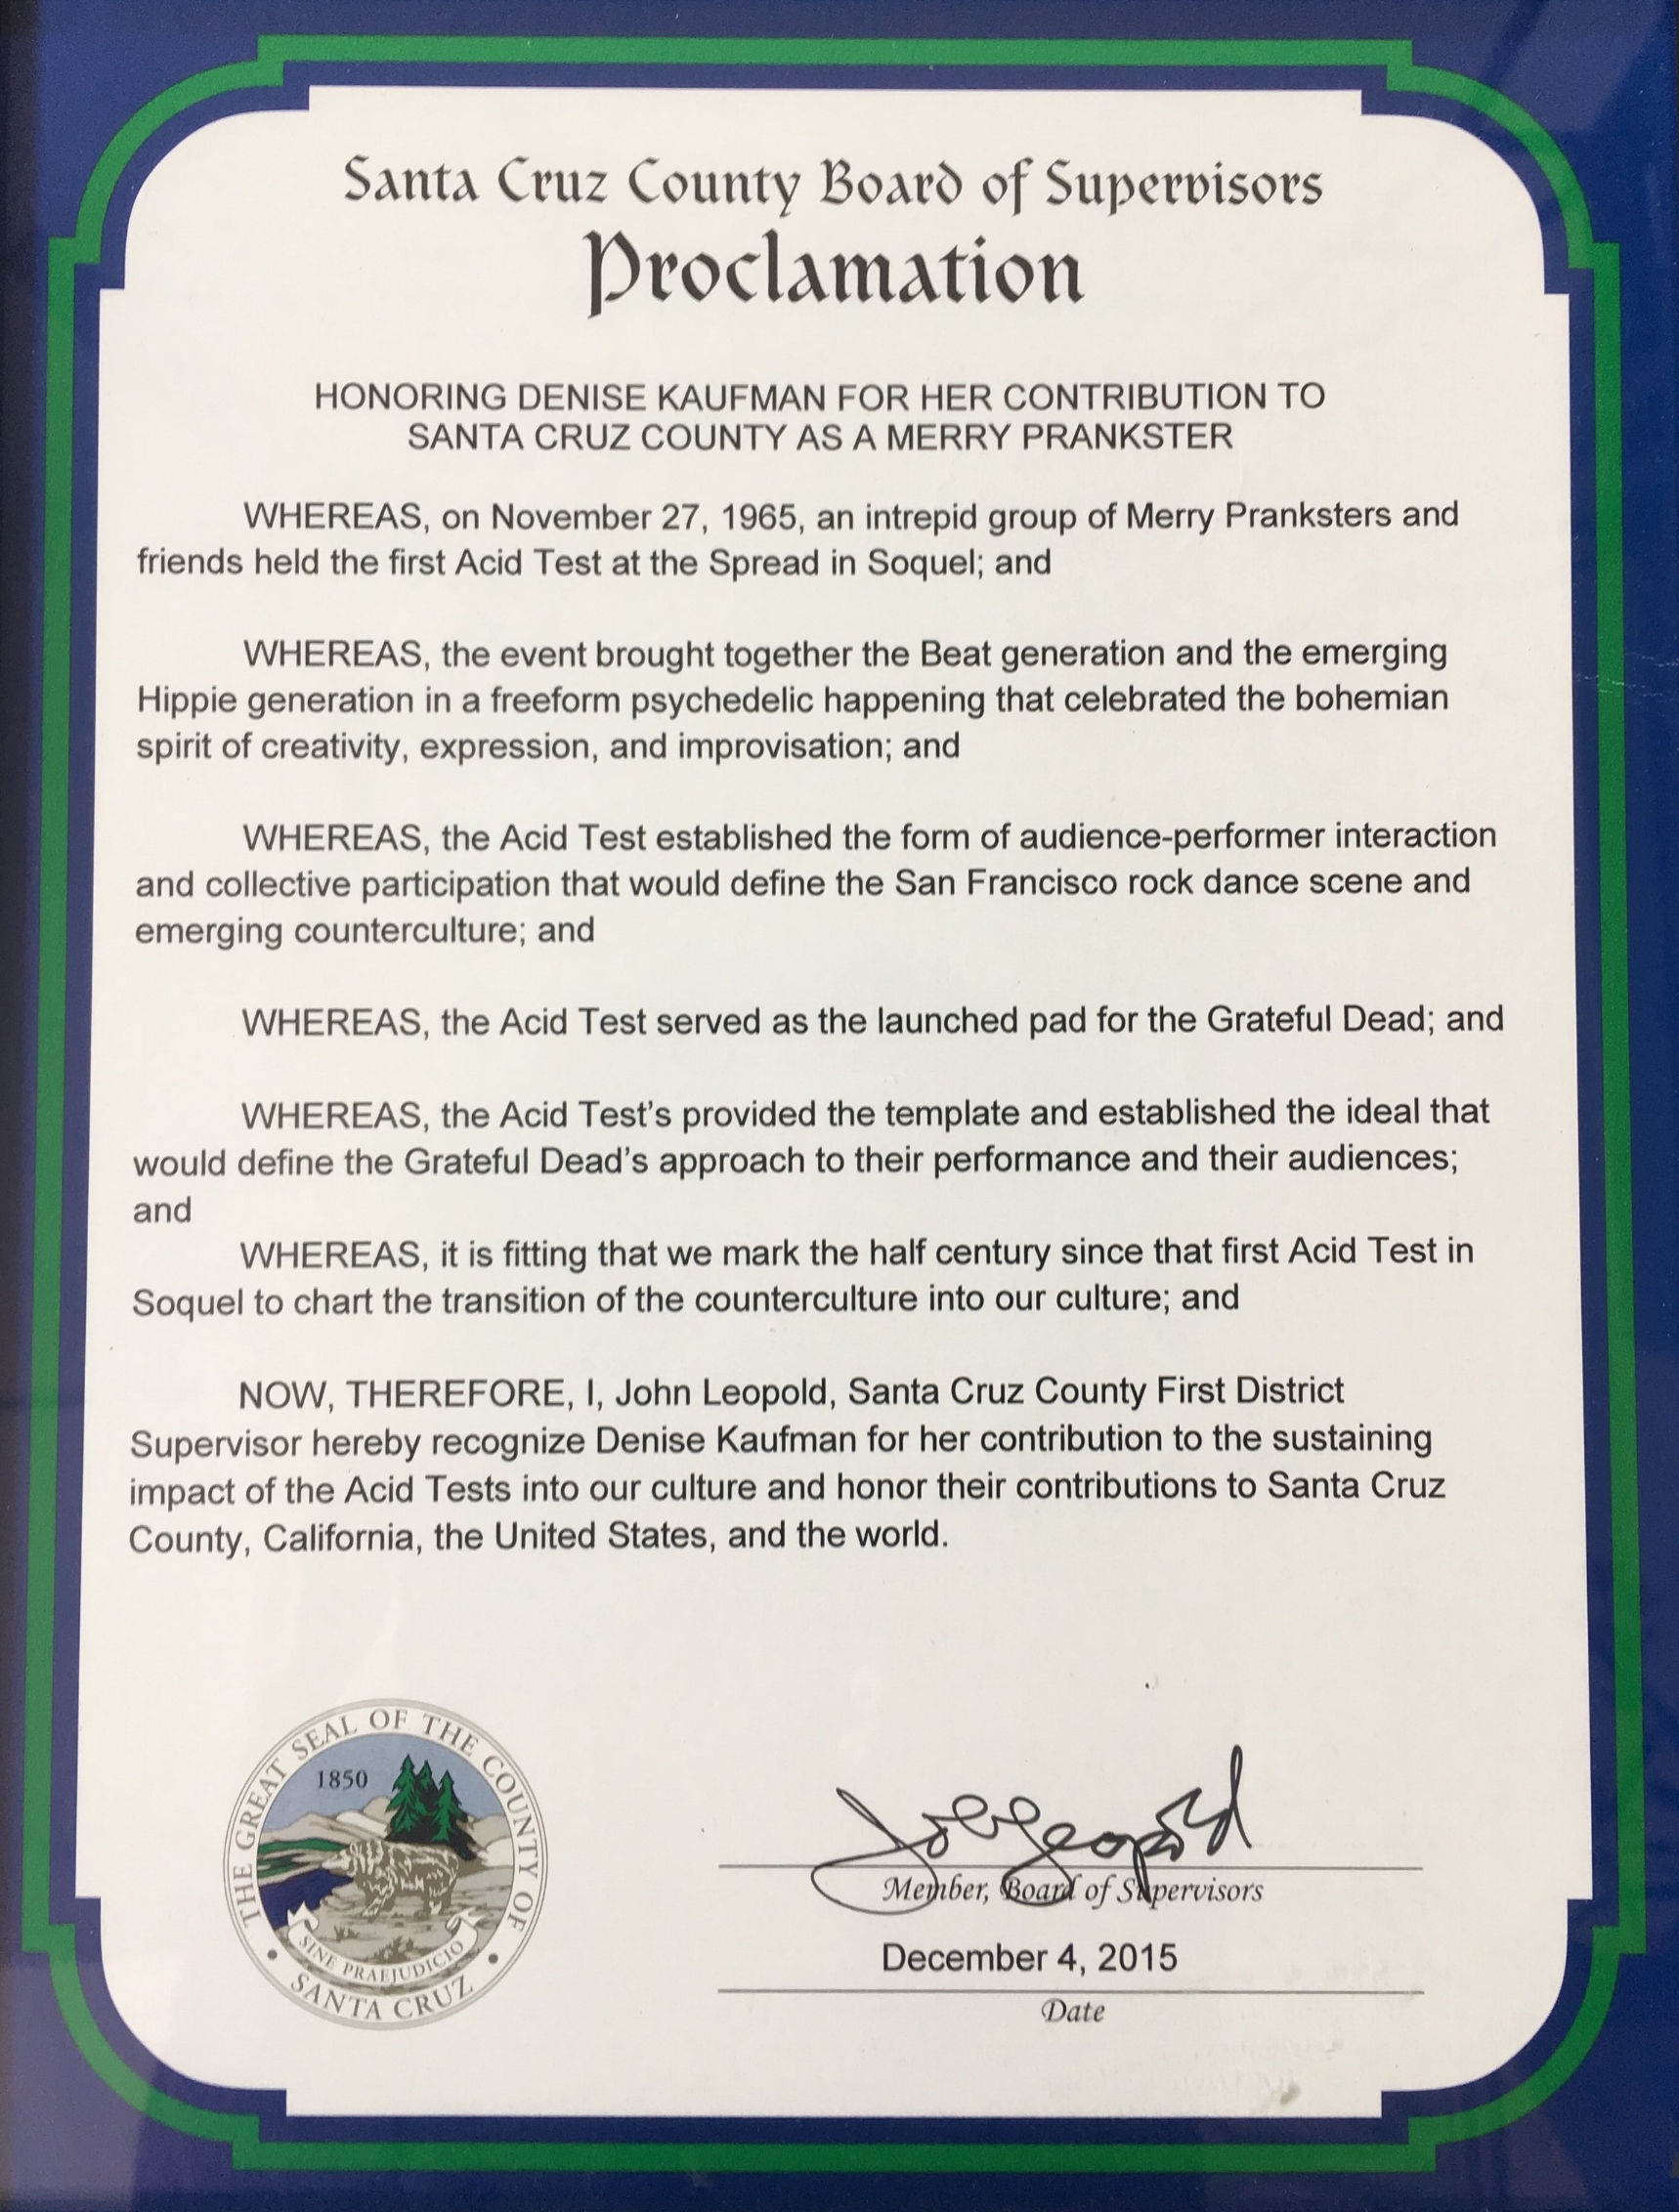 Santa Cruz County Board of Supervisors
Proclamation
HONORING DENISE KAUFMAN FOR HER CONTRIBUTION TO
SANTA CRUZ COUNTY AS A MERRY PRANKSTER
WHEREAS, on November 27, 1965, an intrepid group of Merry Pranksters and
friends held the first Acid Test at the Spread in Soquel; and
WHEREAS, the event brought together the Beat generation and the emerging
Hippie generation in a freeform psychedelic happening that celebrated the bohemian
spirit of creativity, expression, and improvisation; and
WHEREAS, the Acid Test established the form of audience-performer interaction
and collective participation that would define the San Francisco rock dance scene and
emerging counterculture; and
WHEREAS, the Acid Test served as the launched pad for the Grateful Dead; and
WHEREAS, the Acid Test's provided the template and established the ideal that
would define the Grateful Dead's approach to their performance and their audiences;
and
WHEREAS, it is fitting that we mark the half century since that first Acid Test in
Soquel to chart the transition of the counterculture into our culture; and
NOW, THEREFORE, I, John Leopold, Santa Cruz County First District
Supervisor hereby recognize Denise Kaufman for her contribution to the sustaining
impact of the Acid Tests into our culture and honor their contributions to Santa Cruz
County, California, the United States, and the world.
THE GREAT SEAL OF THE COUNTY OF
SANTA CRUZ
1850
SINE PRAEJUDICIO
Joh Leopold
Member, Board of Supervisors
December 4, 2015
Date